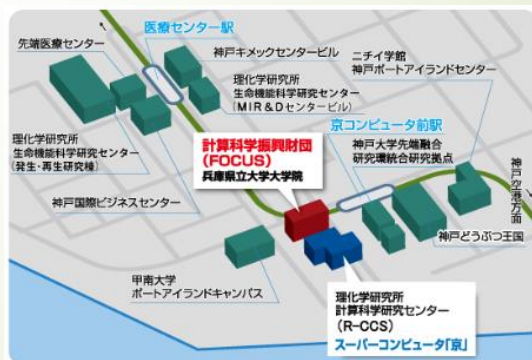 医療センター駅
先端医療センター
神戸キメックセンタービル
ニチイ学館
神戸ポートアイランドセンター
理化学研究所
生命機能科学研究センター
(MIR&Dセンタービル)
京コンピュータ前駅
神戸大学先端融合
研究環統合研究拠点
計算科学振興財団
(FOCUS)
兵庫県立大学大学院
理化学研究所
生命機能科学研究センター
(発生・再生研究棟)
神戸国際ビジネスセンター
神戸空港方面
神戸どうぶつ王国
甲南大学
ポートアイランドキャンパス
理化学研究所
計算科学研究センター
(R-CCS)
スーパーコンピュータ「京」